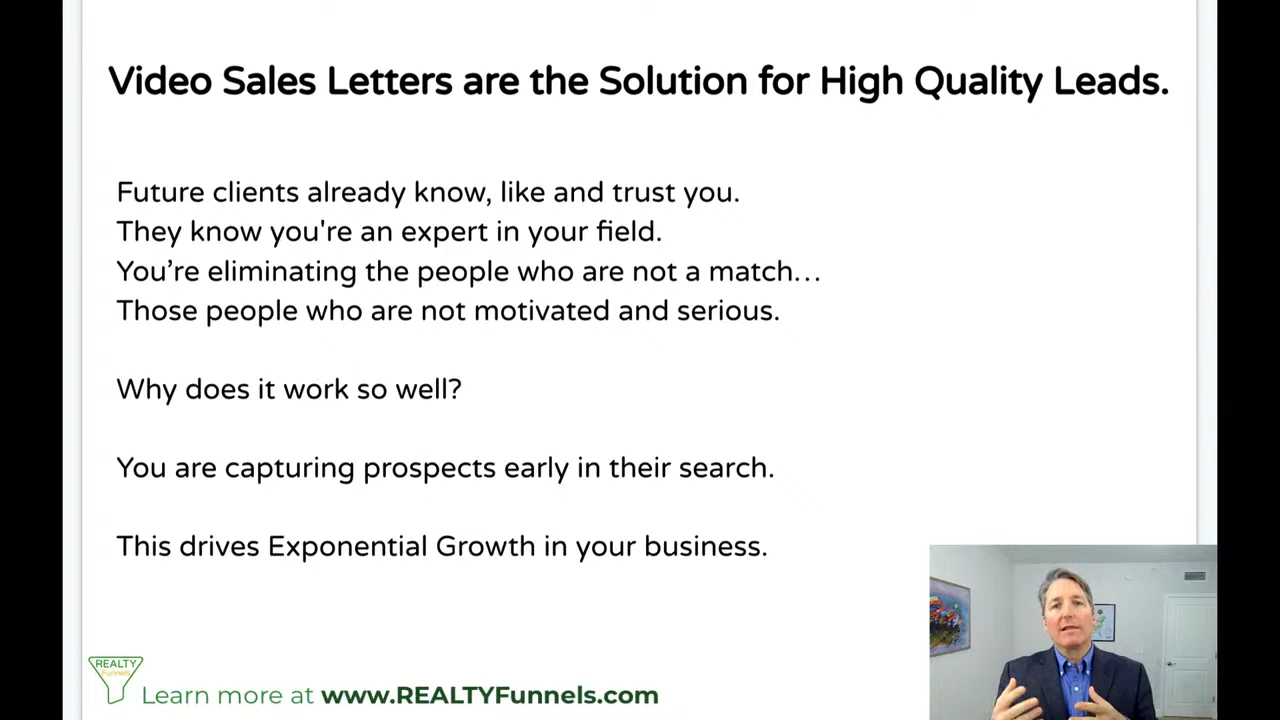 Video Sales Letters are the Solution for High Quality Leads.
Future clients already know, like and trust you.
They know you're an expert in your field.
You’re eliminating the people who are not a match…
Those people who are not motivated and serious.
Why does it work so well?
You are capturing prospects early in their search.
This drives Exponential Growth in your business.
REALTY
Funnels
Learn more at www.REALTYFunnels.com